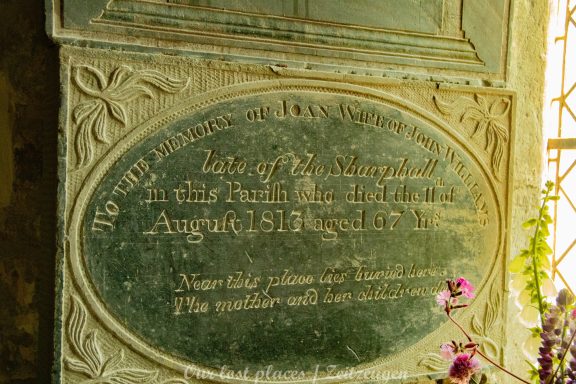 TO THE MEMORY OF JOAN WIFE OF JOHN WILLIAMS
late of the Sharphall
in this Pariſh who died the 11th of
Auguſt 1813 aged 67 Yrs
Near this place lies buried here
The mother and her children d
Our lost places | Zeitzeugen